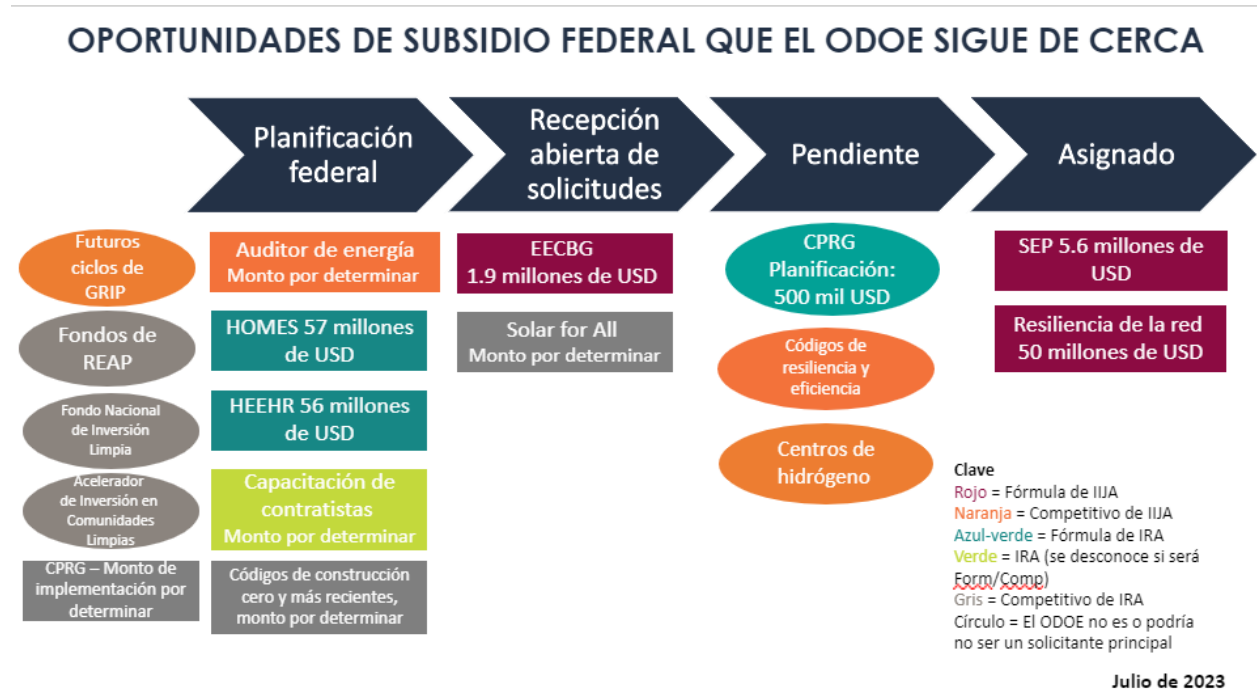 OPORTUNIDADES DE SUBSIDIO FEDERAL QUE EL ODOE SIGUE DE CERCA
Planificación
federal
Recepción
abierta de
solicitudes
Pendiente
Asignado
Futuros
ciclos de
GRIP
Fondos de
REAP
Fondo Nacional
de Inversión
Limpia
Acelerador
de Inversión en
Comunidades
Limpias
CPRG – Monto de
implementación por
determinar
Auditor de energía
Monto por determinar
HOMES 57 millones
de USD
HEEHR 56 millones
de USD
Capacitación de
contratistas
Monto por determinar
Códigos de construcción
cero y más recientes,
monto por determinar
EECBG
1.9 millones de USD
Solar for All
Monto por determinar
CPRG
Planificación:
500 mil USD
Códigos de
resiliencia y
eficiencia
Centros de
hidrógeno
SEP 5.6 millones de
USD
Resiliencia de la red
50 millones de USD
Clave
Rojo = Fórmula de IIJA
Naranja = Competitivo de IIJA
Azul-verde = Fórmula de IRA
Verde = IRA (se desconoce si será
Form/Comp)
Gris = Competitivo de IRA
Círculo = El ODOE no es o podría
no ser un solicitante principal
Julio de 2023